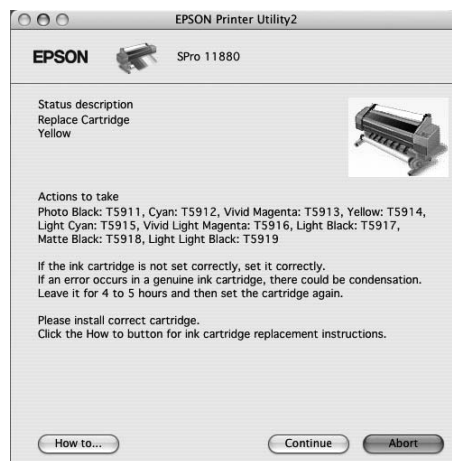 EPSON Printer Utility2
EPSON
SPro 11880
Status description
Replace Cartridge
Yellow
Actions to take
Photo Black: T5911, Cyan: T5912, Vivid Magenta: T5913, Yellow: T5914,
Light Cyan: T5915, Vivid Light Magenta: T5916, Light Black: T5917,
Matte Black: T5918, Light Light Black: T5919
If the ink cartridge is not set correctly, set it correctly.
If an error occurs in a genuine ink cartridge, there could be condensation.
Leave it for 4 to 5 hours and then set the cartridge again.
Please install correct cartridge.
Click the How to button for ink cartridge replacement instructions.
How to...
Continue
Abort